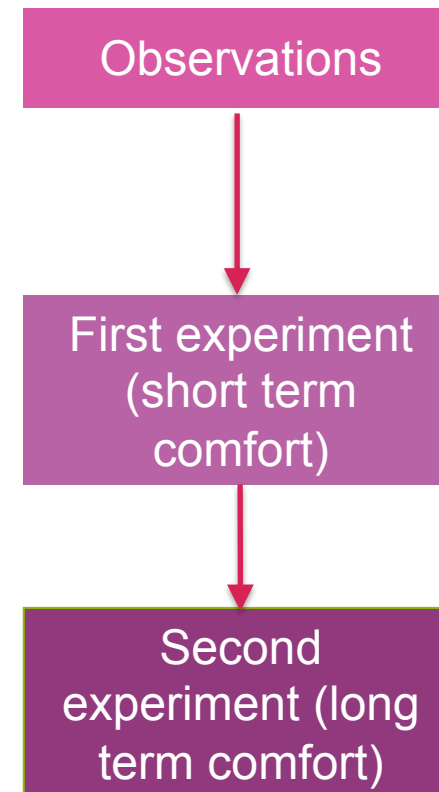 Observations
First experiment
(short term
comfort)
Second
experiment (long
term comfort)